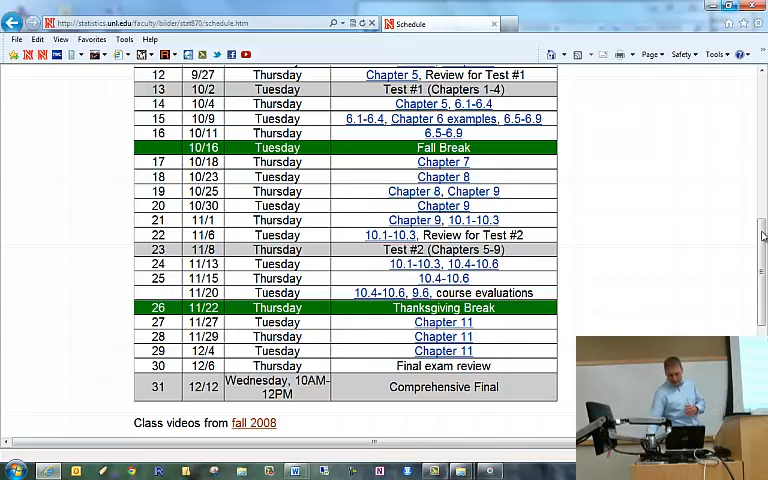 http://statistics.unl.edu/faculty/bilder/stat870/schedule.htm
Schedule
File Edit View Favorites Tools Help
Page Safety Tools
12 9/27 Thursday Chapter 5, Review for Test #1
13 10/2 Tuesday Test #1 (Chapters 1-4)
14 10/4 Thursday Chapter 5, 6.1-6.4
15 10/9 Tuesday 6.1-6.4, Chapter 6 examples, 6.5-6.9
16 10/11 Thursday 6.5-6.9
10/16 Tuesday Fall Break
17 10/18 Thursday Chapter 7
18 10/23 Tuesday Chapter 8
19 10/25 Thursday Chapter 8, Chapter 9
20 10/30 Tuesday Chapter 9
21 11/1 Thursday Chapter 9, 10.1-10.3
22 11/6 Tuesday 10.1-10.3, Review for Test #2
23 11/8 Thursday Test #2 (Chapters 5-9)
24 11/13 Tuesday 10.1-10.3, 10.4-10.6
25 11/15 Thursday 10.4-10.6
11/20 Tuesday 10.4-10.6, 9.6, course evaluations
26 11/22 Thursday Thanksgiving Break
27 11/27 Tuesday Chapter 11
28 11/29 Thursday Chapter 11
29 12/4 Tuesday Chapter 11
30 12/6 Thursday Final exam review
31 12/12 Wednesday, 10AM-
12PM Comprehensive Final
Class videos from fall 2008